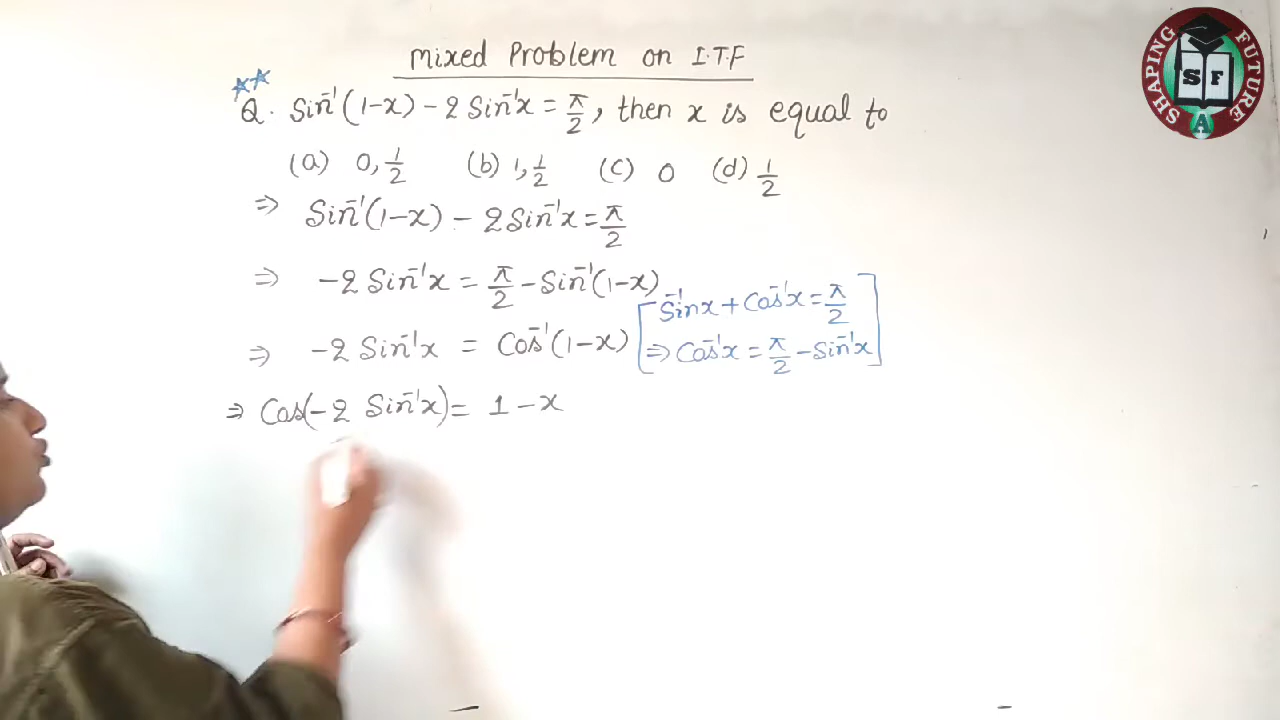 Mixed Problem on I.T.F
Q. Sin⁻¹(1-x) - 2 Sin⁻¹x = π/2, then x is equal to
(a) 0, 1/2 (b) 1, 1/2 (c) 0 (d) 1/2
⇒ Sin⁻¹(1-x) - 2 Sin⁻¹x = π/2
⇒ -2 Sin⁻¹x = π/2 - Sin⁻¹(1-x)
[Sin⁻¹x + Cos⁻¹x = π/2
⇒ -2 Sin⁻¹x = Cos⁻¹(1-x)
⇒ Cos⁻¹x = π/2 - Sin⁻¹x]
⇒ Cos(-2 Sin⁻¹x) = 1 - x
SHAPING FUTURE
S F
A